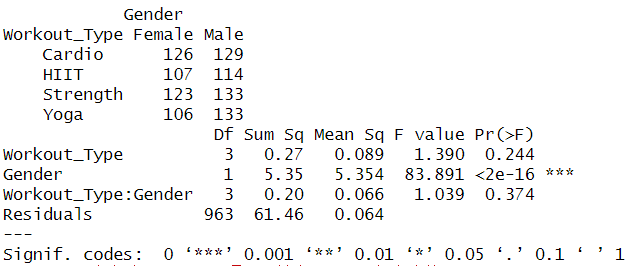 Gender
Workout_Type Female Male
Cardio 126 129
HIIT 107 114
Strength 123 133
Yoga 106 133
Df Sum Sq Mean Sq F value Pr(>F)
Workout_Type 3 0.27 0.089 1.390 0.244
Gender 1 5.35 5.354 83.891 <2e-16 ***
Workout_Type:Gender 3 0.20 0.066 1.039 0.374
Residuals 963 61.46 0.064
---
Signif. codes: 0 ‘***’ 0.001 ‘**’ 0.01 ‘*’ 0.05 ‘.’ 0.1 ‘ ’ 1